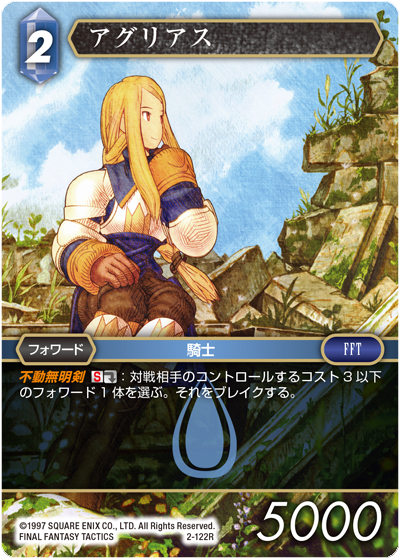 2
アグリアス
フォワード
騎士
FFT
不動無明剣 S：対戦相手のコントロールするコスト3以下
のフォワード1体を選ぶ。それをブレイクする。
©1997 SQUARE ENIX CO., LTD. All Rights Reserved.
FINAL FANTASY TACTICS
2-122R
5000